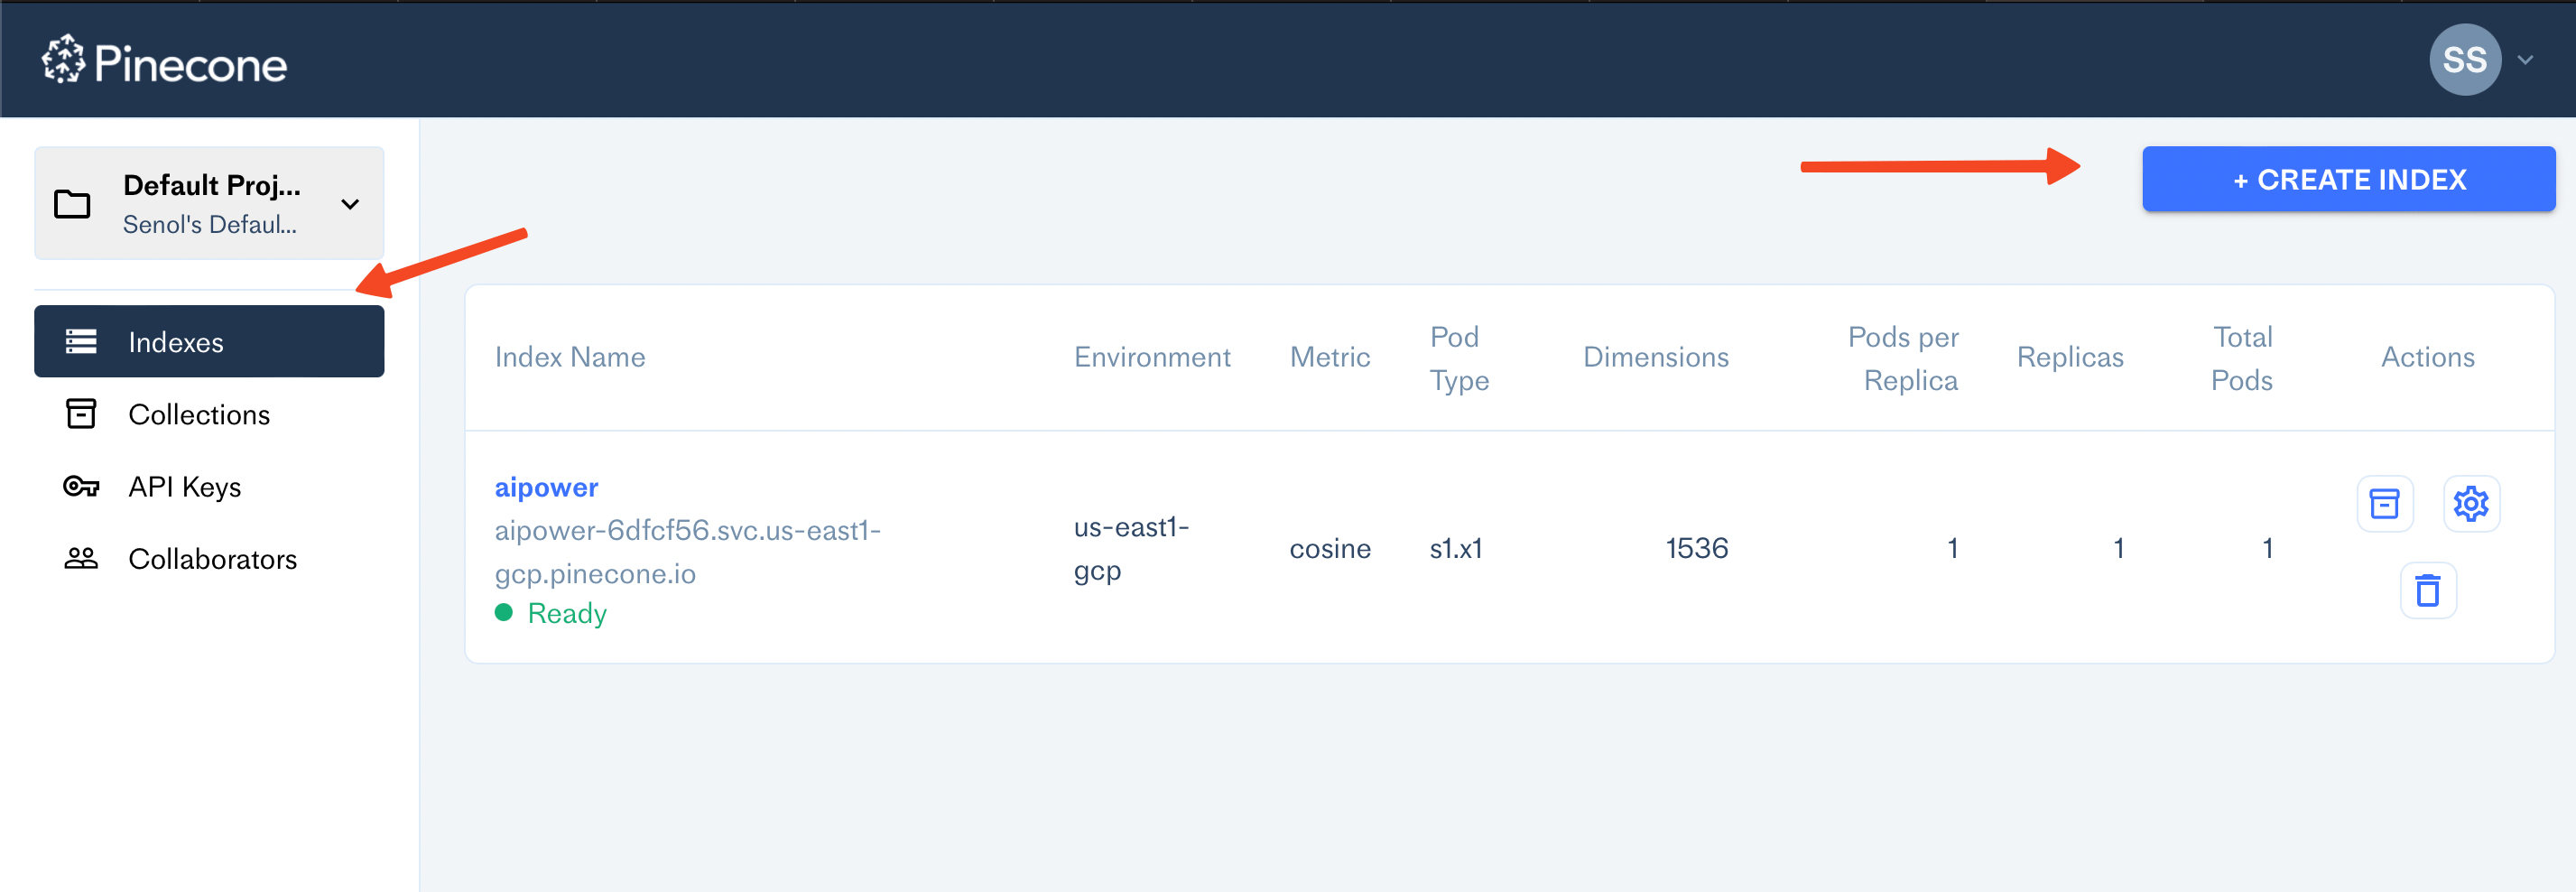 Pinecone
SS
Default Proj...
Senol's Defaul...
+ CREATE INDEX
Indexes
Collections
API Keys
Collaborators
Index Name
Environment
Metric
Pod
Type
Dimensions
Pods per
Replica
Replicas
Total
Pods
Actions
aipower
aipower-6dfcf56.svc.us-east1-
gcp.pinecone.io
Ready
us-east1-
gcp
cosine
s1.x1
1536
1
1
1